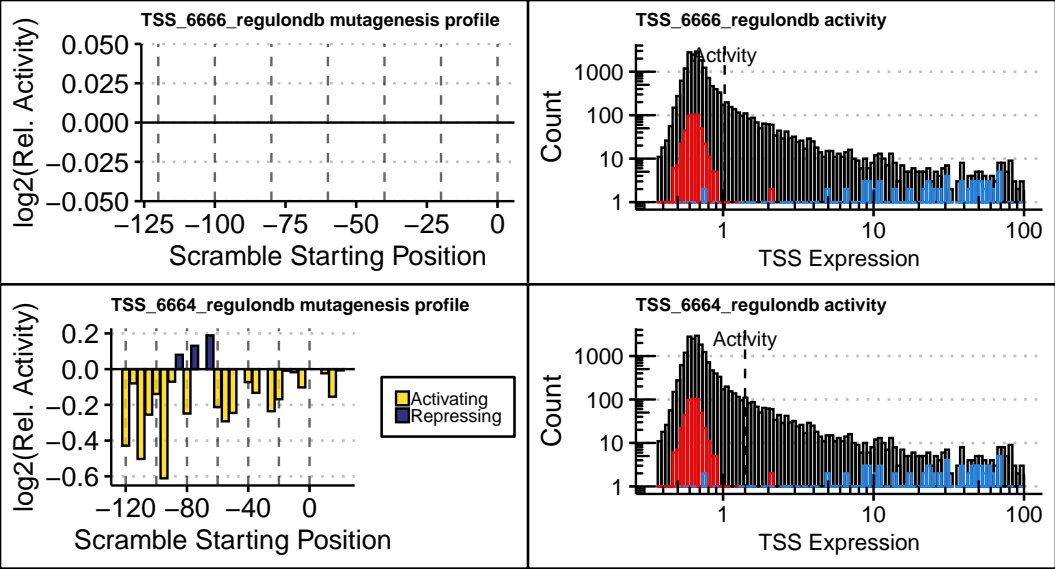 TSS_6666_regulondb mutagenesis profile
log2(Rel. Activity)
0.050
0.025
0.000
−0.025
−0.050
−125 −100 −75 −50 −25 0
Scramble Starting Position
TSS_6666_regulondb activity
Activity
Count
1000
100
10
1
1 10 100
TSS Expression
TSS_6664_regulondb mutagenesis profile
log2(Rel. Activity)
0.2
0.0
−0.2
−0.4
−0.6
−120 −80 −40 0
Scramble Starting Position
Activating
Repressing
TSS_6664_regulondb activity
Activity
Count
1000
100
10
1
1 10 100
TSS Expression